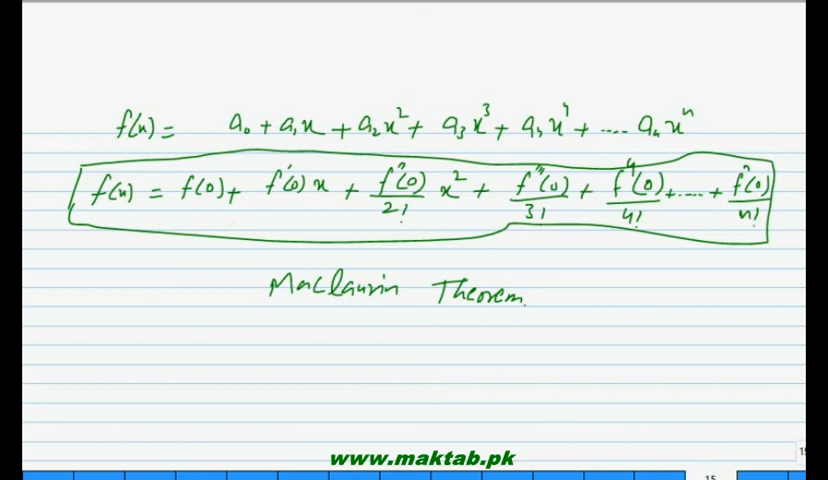 f(x) = a₀ + a₁x + a₂x² + a₃x³ + a₄x⁴ + .... aₙxⁿ
f(x) = f(0) + f'(0)x + f''(0)/2! x² + f'''(0)/3! + f⁴(0)/4! + .... + fⁿ(0)/n!
Maclaurin Theorem.
www.maktab.pk
15